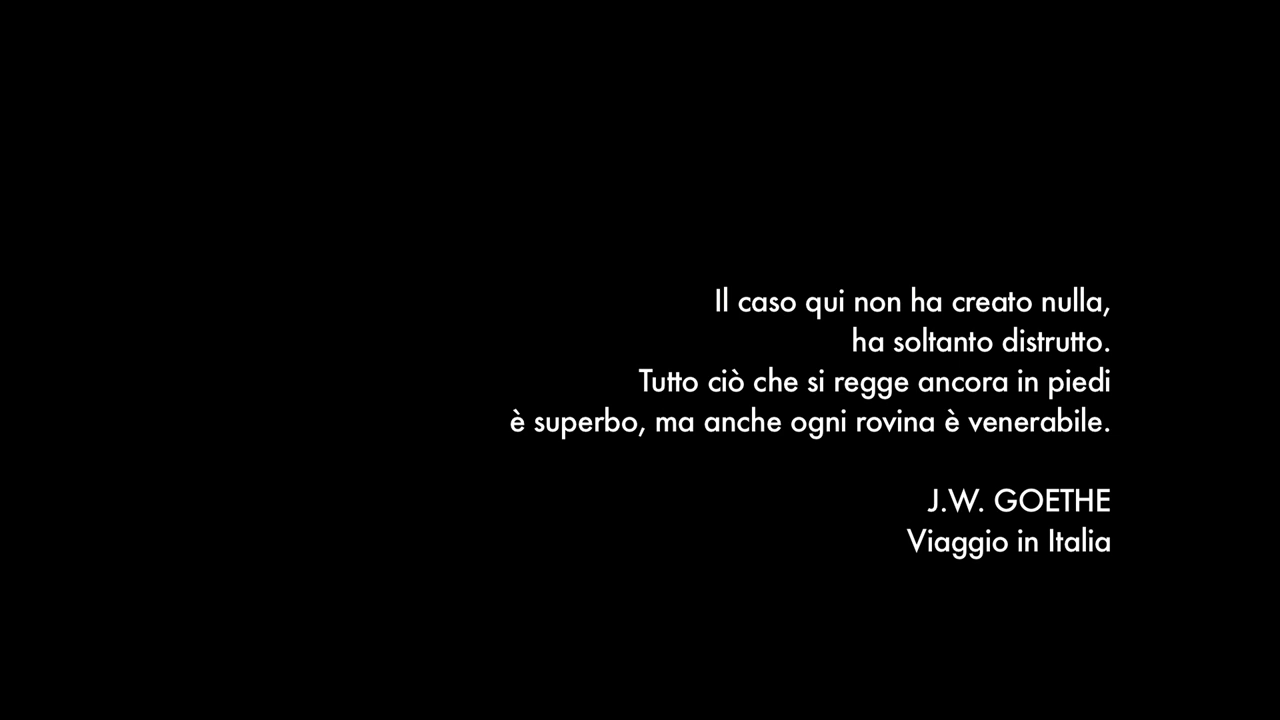 Il caso qui non ha creato nulla,
ha soltanto distrutto.
Tutto ciò che si regge ancora in piedi
è superbo, ma anche ogni rovina è venerabile.
J.W. GOETHE
Viaggio in Italia